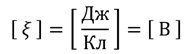 [ ξ ] = [ Дж / Кл ] = [ В ]